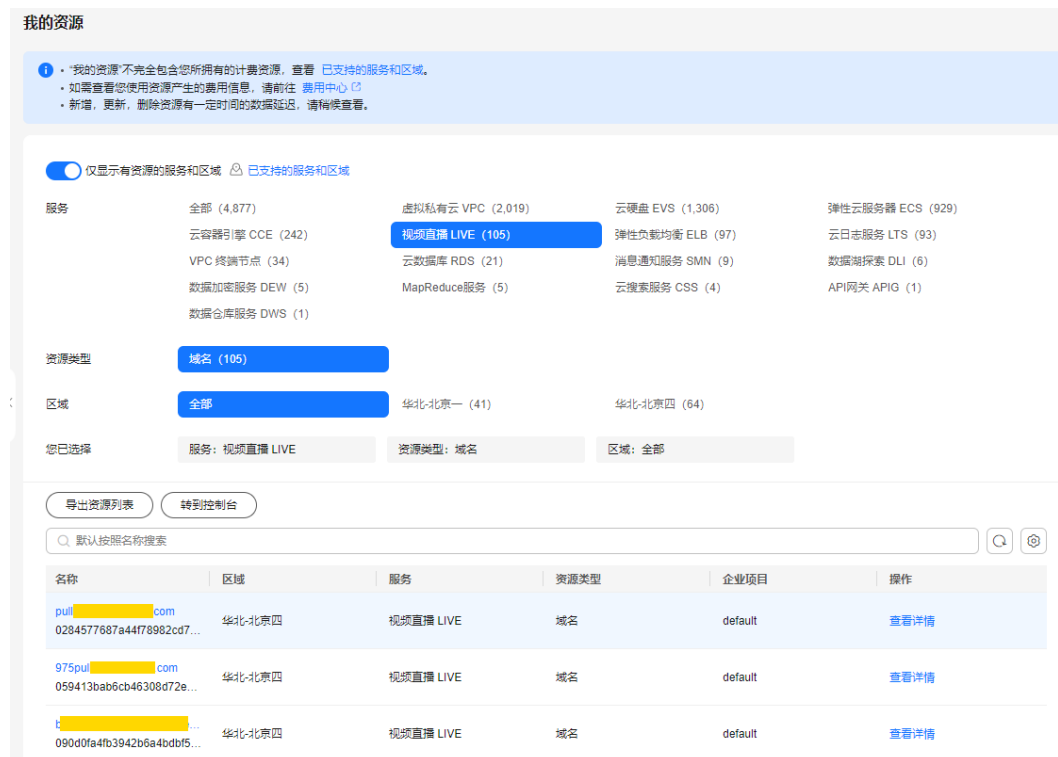 我的资源
• “我的资源”不完全包含您所拥有的计费资源，查看 已支持的服务和区域。
• 如需查看您使用资源产生的费用信息，请前往 费用中心
• 新增，更新，删除资源有一定时间的数据延迟，请稍候查看。
仅显示有资源的服务和区域 已支持的服务和区域
服务 全部（4,877） 虚拟私有云 VPC（2,019） 云硬盘 EVS（1,306） 弹性云服务器 ECS（929）
云容器引擎 CCE（242） 视频直播 LIVE（105） 弹性负载均衡 ELB（97） 云日志服务 LTS（93）
VPC 终端节点（34） 云数据库 RDS（21） 消息通知服务 SMN（9） 数据湖探索 DLI（6）
数据加密服务 DEW（5） MapReduce服务（5） 云搜索服务 CSS（4） API网关 APIG（1）
数据仓库服务 DWS（1）
资源类型 域名（105）
区域 全部 华北-北京一（41） 华北-北京四（64）
您已选择 服务：视频直播 LIVE 资源类型：域名 区域：全部
导出资源列表 转到控制台
默认按照名称搜索
名称 区域 服务 资源类型 企业项目 操作
pull com
0284577687a44f78982cd7... 华北-北京四 视频直播 LIVE 域名 default 查看详情
975pul com
059413bab6cb46308d72e... 华北-北京四 视频直播 LIVE 域名 default 查看详情
090d0fa4fb3942b6a4bdbf5... 华北-北京四 视频直播 LIVE 域名 default 查看详情